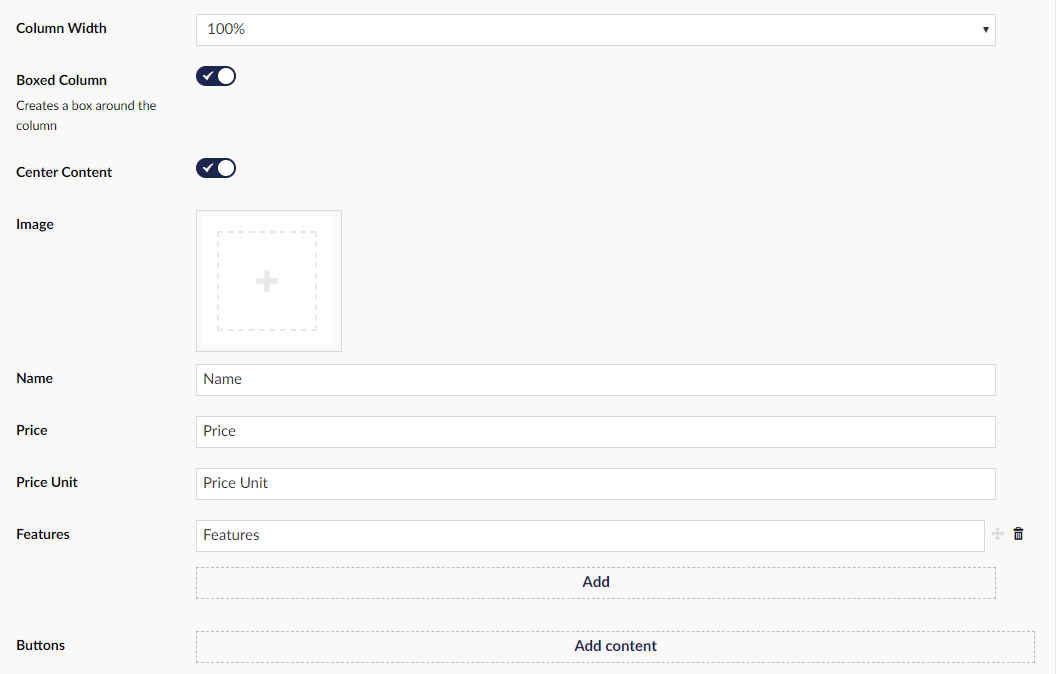 Column Width
100%
Boxed Column
Creates a box around the
column
Center Content
Image
Name
Name
Price
Price
Price Unit
Price Unit
Features
Features
Add
Buttons
Add content